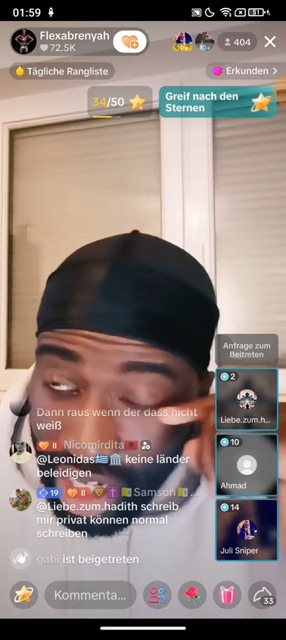 01:59
51
Flexabrenyah
72.5K
404
Tägliche Rangliste
Erkunden >
34/50
Greif nach den
Sternen
Anfrage zum
Beitreten
2
Liebe.zum.h...
10
Ahmad
14
Juli Sniper
Dann raus wenn der dass nicht
weiß
Nicomirdita
@Leonidas keine länder
beleidigen
19 II Samson
@Liebe.zum.hadith schreib
mir privat können normal
schreiben
gabi ist beigetreten
Kommenta...
33